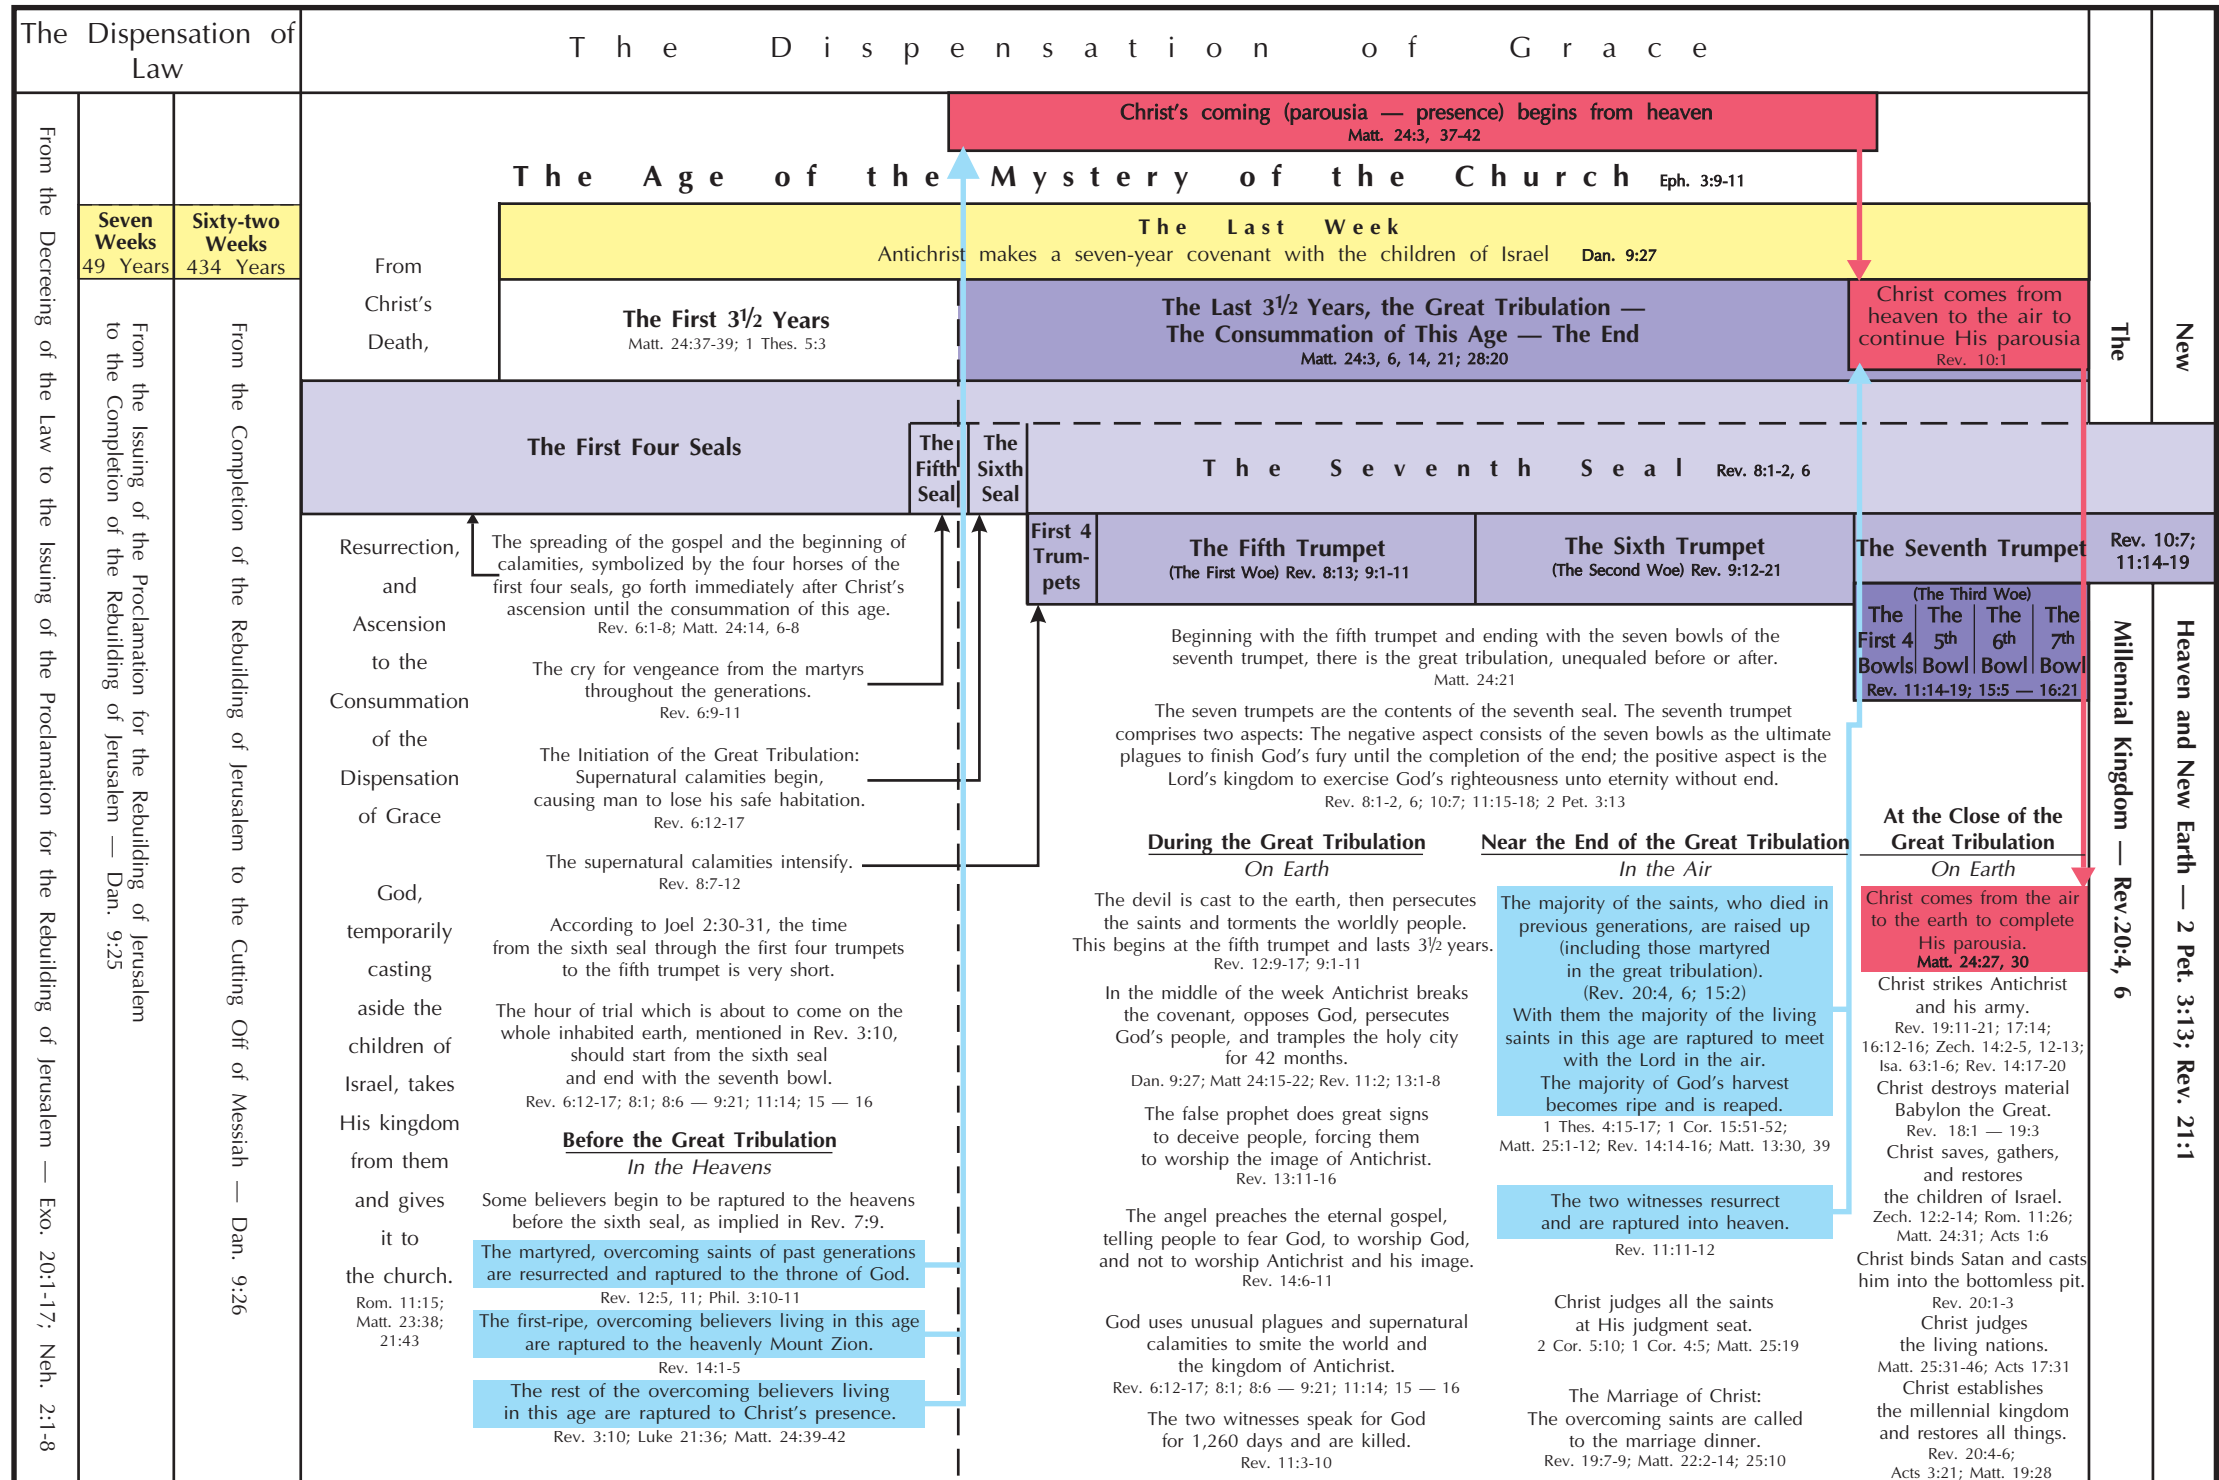 The Dispensation of
Law
The Dispensation of Grace
Christ's coming (parousia — presence) begins from heaven
Matt. 24:3, 37-42
The Age of the Mystery of the Church Eph. 3:9-11
From the Decreeing of the Law to the Issuing of the Proclamation for the Rebuilding of Jerusalem — Exo. 20:1-17; Neh. 2:1-8
Seven
Weeks
49 Years
From the Issuing of the Proclamation for the Rebuilding of Jerusalem
to the Completion of the Rebuilding of Jerusalem — Dan. 9:25
Sixty-two
Weeks
434 Years
From the Completion of the Rebuilding of Jerusalem to the Cutting Off of Messiah — Dan. 9:26
The Last Week
Antichrist makes a seven-year covenant with the children of Israel Dan. 9:27
From
Christ's
Death,
The First 3½ Years
Matt. 24:37-39; 1 Thes. 5:3
The Last 3½ Years, the Great Tribulation —
The Consummation of This Age — The End
Matt. 24:3, 6, 14, 21; 28:20
Christ comes from
heaven to the air to
continue His parousia
Rev. 10:1
The First Four Seals
The
Fifth
Seal
The
Sixth
Seal
The Seventh Seal Rev. 8:1-2, 6
First 4
Trum-
pets
The Fifth Trumpet
(The First Woe) Rev. 8:13; 9:1-11
The Sixth Trumpet
(The Second Woe) Rev. 9:12-21
The Seventh Trumpet
Rev. 10:7;
11:14-19
(The Third Woe)
The
First 4
Bowls
The
5th
Bowl
The
6th
Bowl
The
7th
Bowl
Rev. 11:14-19; 15:5 — 16:21
Resurrection,
and
Ascension
to the
Consummation
of the
Dispensation
of Grace
God,
temporarily
casting
aside the
children of
Israel, takes
His kingdom
from them
and gives
it to
the church.
Rom. 11:15;
Matt. 23:38;
21:43
The spreading of the gospel and the beginning of
calamities, symbolized by the four horses of the
first four seals, go forth immediately after Christ's
ascension until the consummation of this age.
Rev. 6:1-8; Matt. 24:14, 6-8
The cry for vengeance from the martyrs
throughout the generations.
Rev. 6:9-11
The Initiation of the Great Tribulation:
Supernatural calamities begin,
causing man to lose his safe habitation.
Rev. 6:12-17
The supernatural calamities intensify.
Rev. 8:7-12
According to Joel 2:30-31, the time
from the sixth seal through the first four trumpets
to the fifth trumpet is very short.
The hour of trial which is about to come on the
whole inhabited earth, mentioned in Rev. 3:10,
should start from the sixth seal
and end with the seventh bowl.
Rev. 6:12-17; 8:1; 8:6 — 9:21; 11:14; 15 — 16
Before the Great Tribulation
In the Heavens
Some believers begin to be raptured to the heavens
before the sixth seal, as implied in Rev. 7:9.
The martyred, overcoming saints of past generations
are resurrected and raptured to the throne of God.
Rev. 12:5, 11; Phil. 3:10-11
The first-ripe, overcoming believers living in this age
are raptured to the heavenly Mount Zion.
Rev. 14:1-5
The rest of the overcoming believers living
in this age are raptured to Christ's presence.
Rev. 3:10; Luke 21:36; Matt. 24:39-42
Beginning with the fifth trumpet and ending with the seven bowls of the
seventh trumpet, there is the great tribulation, unequaled before or after.
Matt. 24:21
The seven trumpets are the contents of the seventh seal. The seventh trumpet
comprises two aspects: The negative aspect consists of the seven bowls as the ultimate
plagues to finish God's fury until the completion of the end; the positive aspect is the
Lord's kingdom to exercise God's righteousness unto eternity without end.
Rev. 8:1-2, 6; 10:7; 11:15-18; 2 Pet. 3:13
During the Great Tribulation
On Earth
The devil is cast to the earth, then persecutes
the saints and torments the worldly people.
This begins at the fifth trumpet and lasts 3½ years.
Rev. 12:9-17; 9:1-11
In the middle of the week Antichrist breaks
the covenant, opposes God, persecutes
God's people, and tramples the holy city
for 42 months.
Dan. 9:27; Matt 24:15-22; Rev. 11:2; 13:1-8
The false prophet does great signs
to deceive people, forcing them
to worship the image of Antichrist.
Rev. 13:11-16
The angel preaches the eternal gospel,
telling people to fear God, to worship God,
and not to worship Antichrist and his image.
Rev. 14:6-11
God uses unusual plagues and supernatural
calamities to smite the world and
the kingdom of Antichrist.
Rev. 6:12-17; 8:1; 8:6 — 9:21; 11:14; 15 — 16
The two witnesses speak for God
for 1,260 days and are killed.
Rev. 11:3-10
Near the End of the Great Tribulation
In the Air
The majority of the saints, who died in
previous generations, are raised up
(including those martyred
in the great tribulation).
(Rev. 20:4, 6; 15:2)
With them the majority of the living
saints in this age are raptured to meet
with the Lord in the air.
The majority of God's harvest
becomes ripe and is reaped.
1 Thes. 4:15-17; 1 Cor. 15:51-52;
Matt. 25:1-12; Rev. 14:14-16; Matt. 13:30, 39
The two witnesses resurrect
and are raptured into heaven.
Rev. 11:11-12
Christ judges all the saints
at His judgment seat.
2 Cor. 5:10; 1 Cor. 4:5; Matt. 25:19
The Marriage of Christ:
The overcoming saints are called
to the marriage dinner.
Rev. 19:7-9; Matt. 22:2-14; 25:10
At the Close of the
Great Tribulation
On Earth
Christ comes from the air
to the earth to complete
His parousia.
Matt. 24:27, 30
Christ strikes Antichrist
and his army.
Rev. 19:11-21; 17:14;
16:12-16; Zech. 14:2-5, 12-13;
Isa. 63:1-6; Rev. 14:17-20
Christ destroys material
Babylon the Great.
Rev. 18:1 — 19:3
Christ saves, gathers,
and restores
the children of Israel.
Zech. 12:2-14; Rom. 11:26;
Matt. 24:31; Acts 1:6
Christ binds Satan and casts
him into the bottomless pit.
Rev. 20:1-3
Christ judges
the living nations.
Matt. 25:31-46; Acts 17:31
Christ establishes
the millennial kingdom
and restores all things.
Rev. 20:4-6;
Acts 3:21; Matt. 19:28
The Millennial Kingdom — Rev.20:4, 6
New Heaven and New Earth — 2 Pet. 3:13; Rev. 21:1